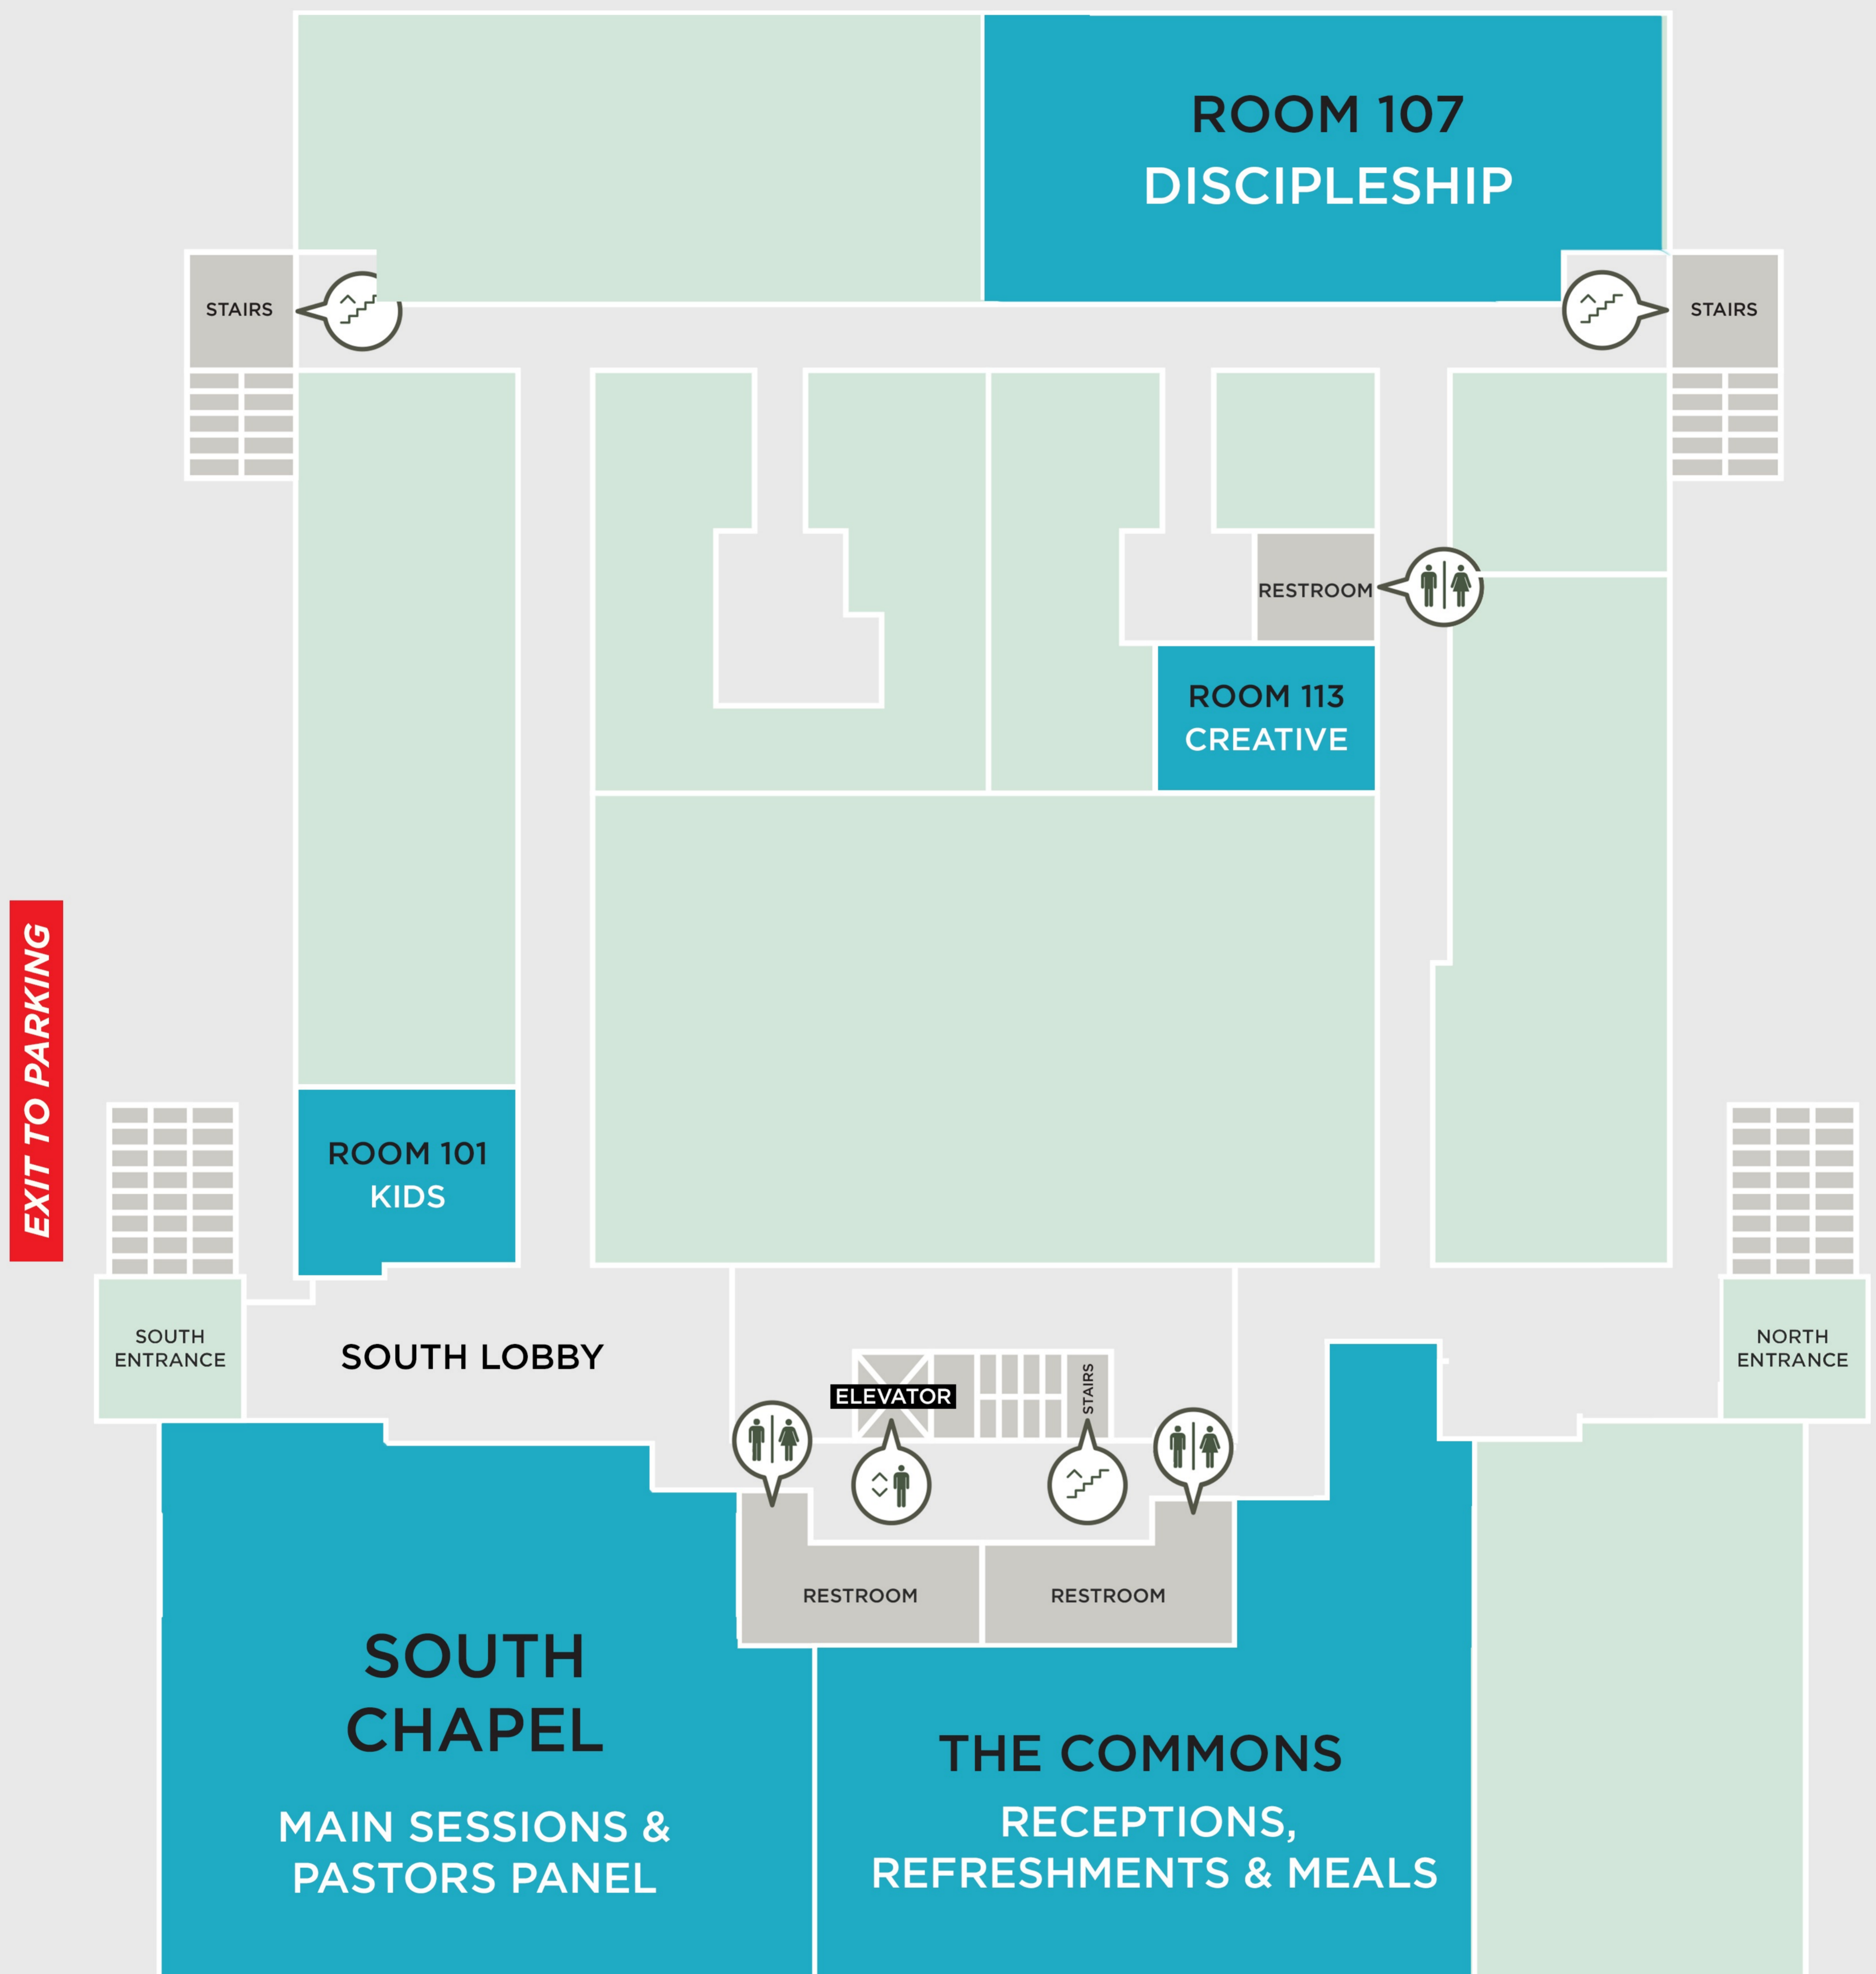 ROOM 107
DISCIPLESHIP
STAIRS
STAIRS
RESTROOM
ROOM 113
CREATIVE
EXIT TO PARKING
ROOM 101
KIDS
SOUTH
ENTRANCE
SOUTH LOBBY
NORTH
ENTRANCE
ELEVATOR
STAIRS
RESTROOM
RESTROOM
SOUTH
CHAPEL
MAIN SESSIONS &
PASTORS PANEL
THE COMMONS
RECEPTIONS,
REFRESHMENTS & MEALS